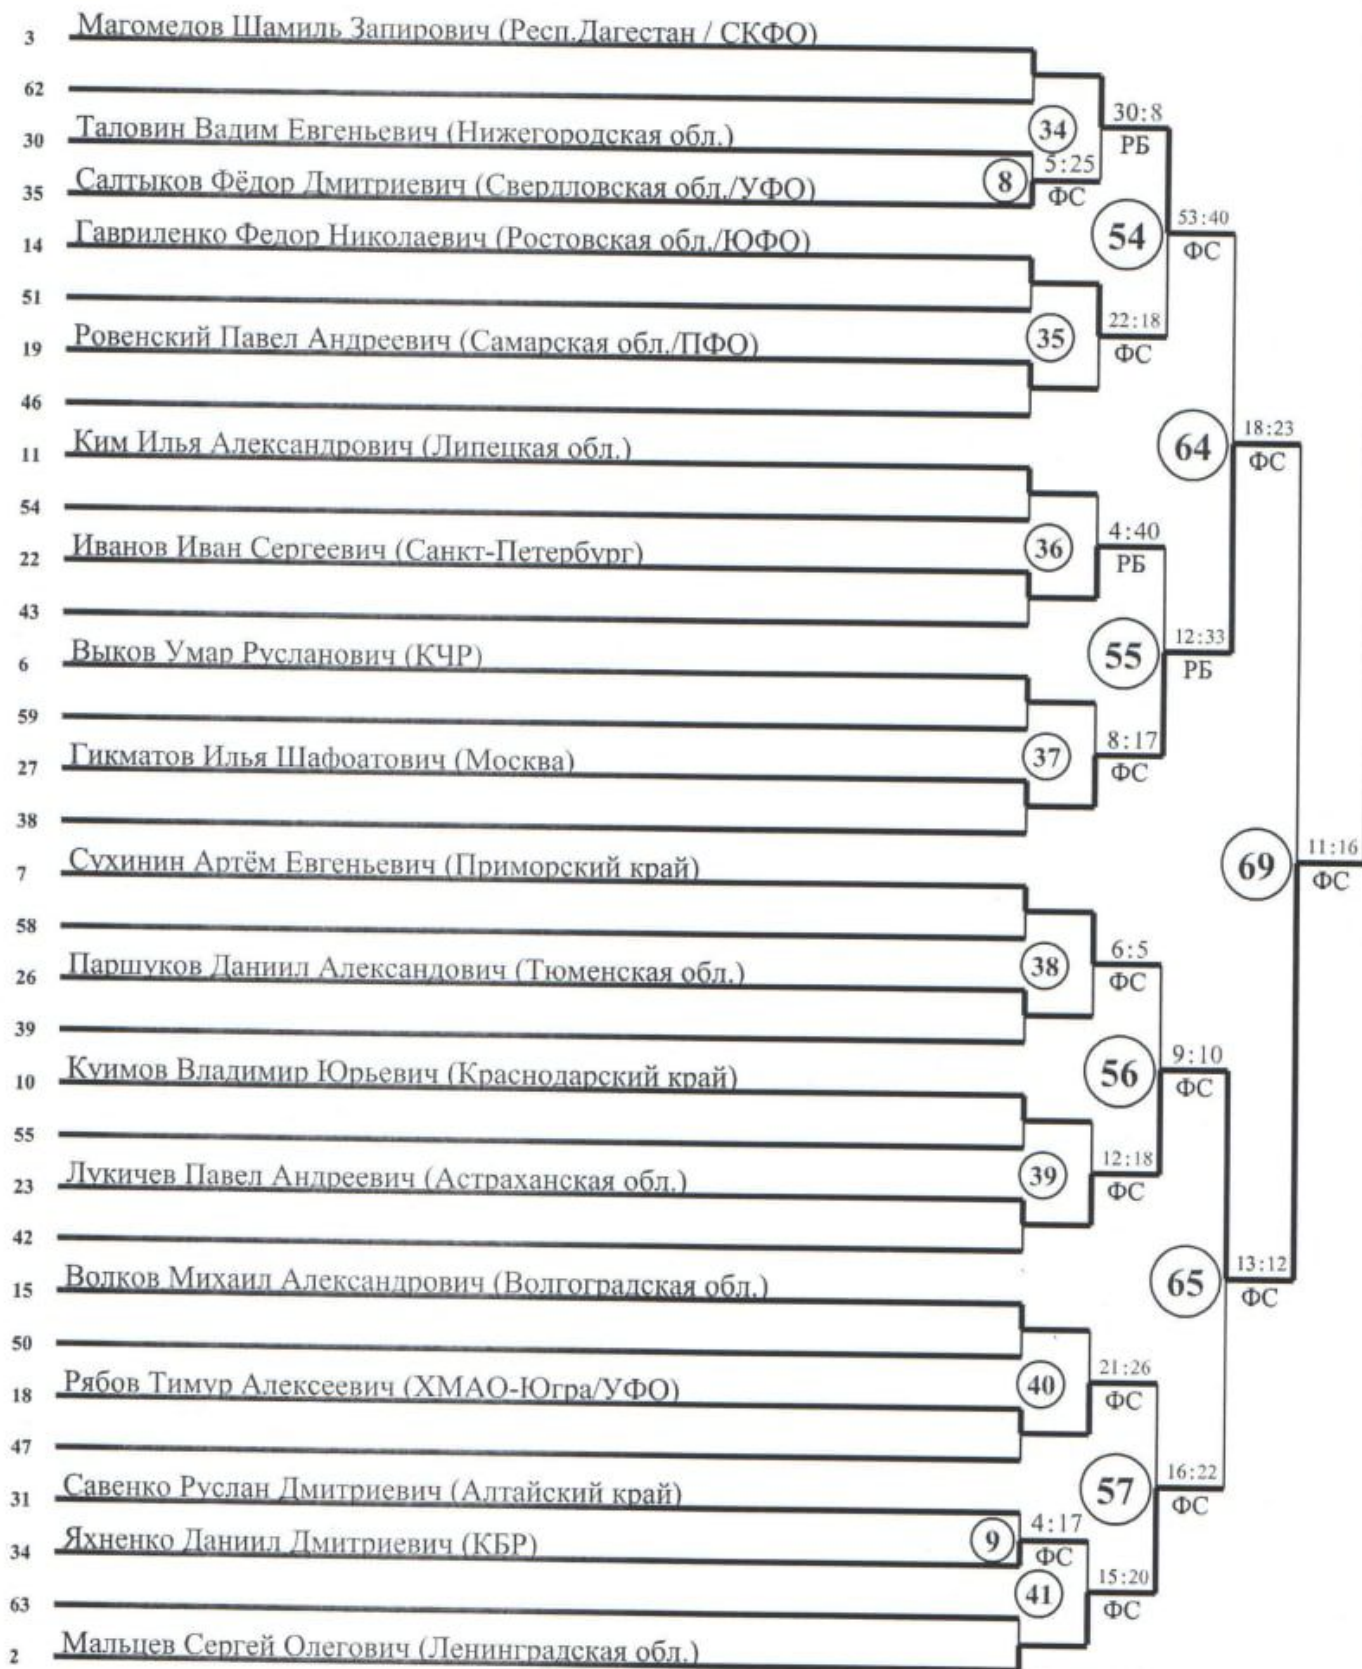 3 Магомедов Шамиль Запирович (Респ.Дагестан / СКФО)
62
30:8
34
30 Таловин Вадим Евгеньевич (Нижегородская обл.)
РБ
5:25
8
35 Салтыков Фёдор Дмитриевич (Свердловская обл./УФО)
ФС
53:40
54
14 Гавриленко Федор Николаевич (Ростовская обл./ЮФО)
ФС
51
22:18
35
19 Ровенский Павел Андреевич (Самарская обл./ПФО)
ФС
46
18:23
64
11 Ким Илья Александрович (Липецкая обл.)
ФС
54
4:40
36
22 Иванов Иван Сергеевич (Санкт-Петербург)
РБ
43
12:33
55
6 Выков Умар Русланович (КЧР)
РБ
59
8:17
37
27 Гикматов Илья Шафоатович (Москва)
ФС
38
11:16
69
7 Сухинин Артём Евгеньевич (Приморский край)
ФС
58
6:5
38
26 Паршуков Даниил Александович (Тюменская обл.)
ФС
39
9:10
56
10 Куимов Владимир Юрьевич (Краснодарский край)
ФС
55
12:18
39
23 Лукичев Павел Андреевич (Астраханская обл.)
ФС
42
13:12
65
15 Волков Михаил Александрович (Волгоградская обл.)
ФС
50
21:26
40
18 Рябов Тимур Алексеевич (ХМАО-Югра/УФО)
ФС
47
16:22
57
31 Савенко Руслан Дмитриевич (Алтайский край)
ФС
4:17
9
34 Яхненко Даниил Дмитриевич (КБР)
ФС
15:20
41
63
ФС
2 Мальцев Сергей Олегович (Ленинградская обл.)